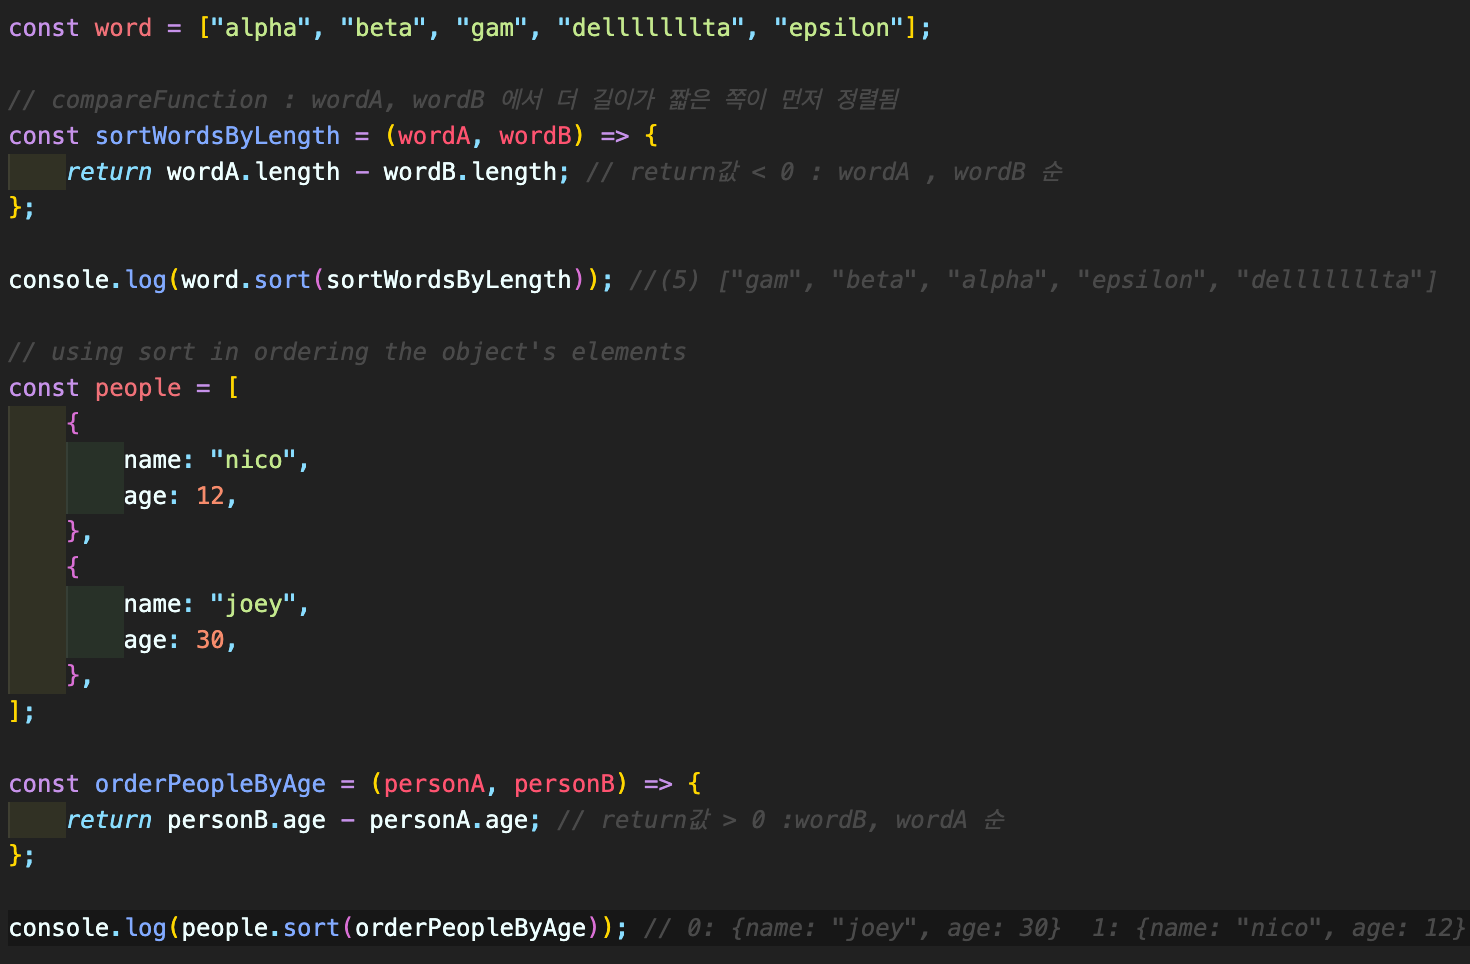 const word = ["alpha", "beta", "gam", "delllllllta", "epsilon"];
// compareFunction : wordA, wordB 에서 더 길이가 짧은 쪽이 먼저 정렬됨
const sortWordsByLength = (wordA, wordB) => {
return wordA.length - wordB.length; // return값 < 0 : wordA , wordB 순
};
console.log(word.sort(sortWordsByLength)); //(5) ["gam", "beta", "alpha", "epsilon", "delllllllta"]
// using sort in ordering the object's elements
const people = [
{
name: "nico",
age: 12,
},
{
name: "joey",
age: 30,
},
];
const orderPeopleByAge = (personA, personB) => {
return personB.age - personA.age; // return값 > 0 :wordB, wordA 순
};
console.log(people.sort(orderPeopleByAge)); // 0: {name: "joey", age: 30}  1: {name: "nico", age: 12}